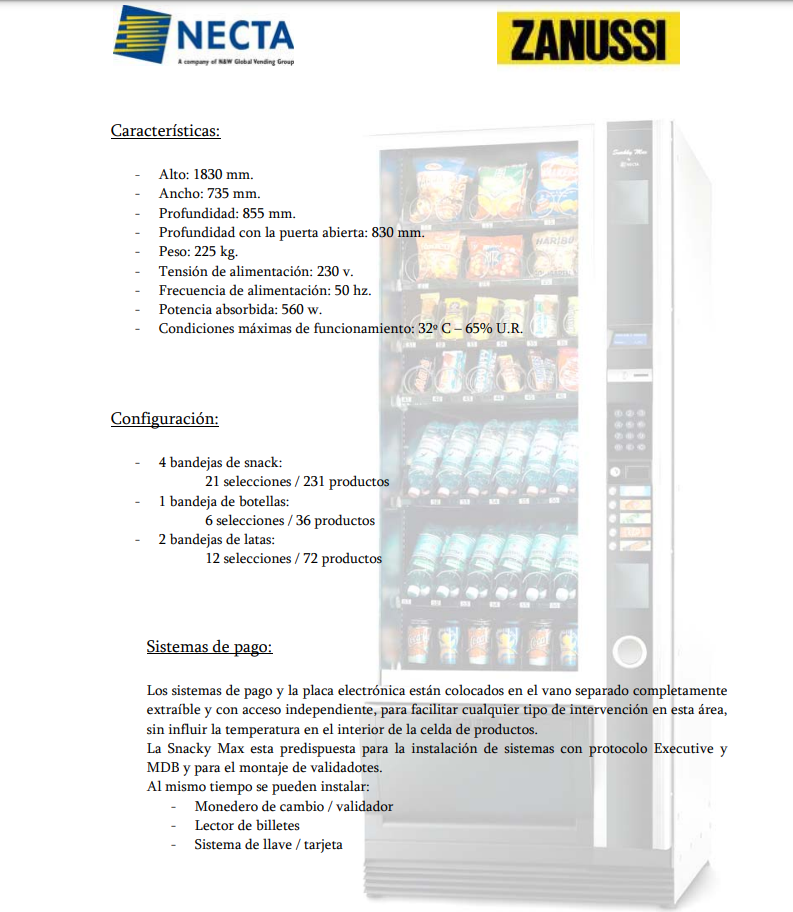 NECTA
A company of N&W Global Vending Group
ZANUSSI
Características:
- Alto: 1830 mm.
- Ancho: 735 mm.
- Profundidad: 855 mm.
- Profundidad con la puerta abierta: 830 mm.
- Peso: 225 kg.
- Tensión de alimentación: 230 v.
- Frecuencia de alimentación: 50 hz.
- Potencia absorbida: 560 w.
- Condiciones máximas de funcionamiento: 32º C – 65% U.R.
Configuración:
- 4 bandejas de snack:
21 selecciones / 231 productos
- 1 bandeja de botellas:
6 selecciones / 36 productos
- 2 bandejas de latas:
12 selecciones / 72 productos
Sistemas de pago:
Los sistemas de pago y la placa electrónica están colocados en el vano separado completamente
extraíble y con acceso independiente, para facilitar cualquier tipo de intervención en esta área,
sin influir la temperatura en el interior de la celda de productos.
La Snacky Max esta predispuesta para la instalación de sistemas con protocolo Executive y
MDB y para el montaje de validadotes.
Al mismo tiempo se pueden instalar:
- Monedero de cambio / validador
- Lector de billetes
- Sistema de llave / tarjeta
Snakky Max
NECTA
HARIBO